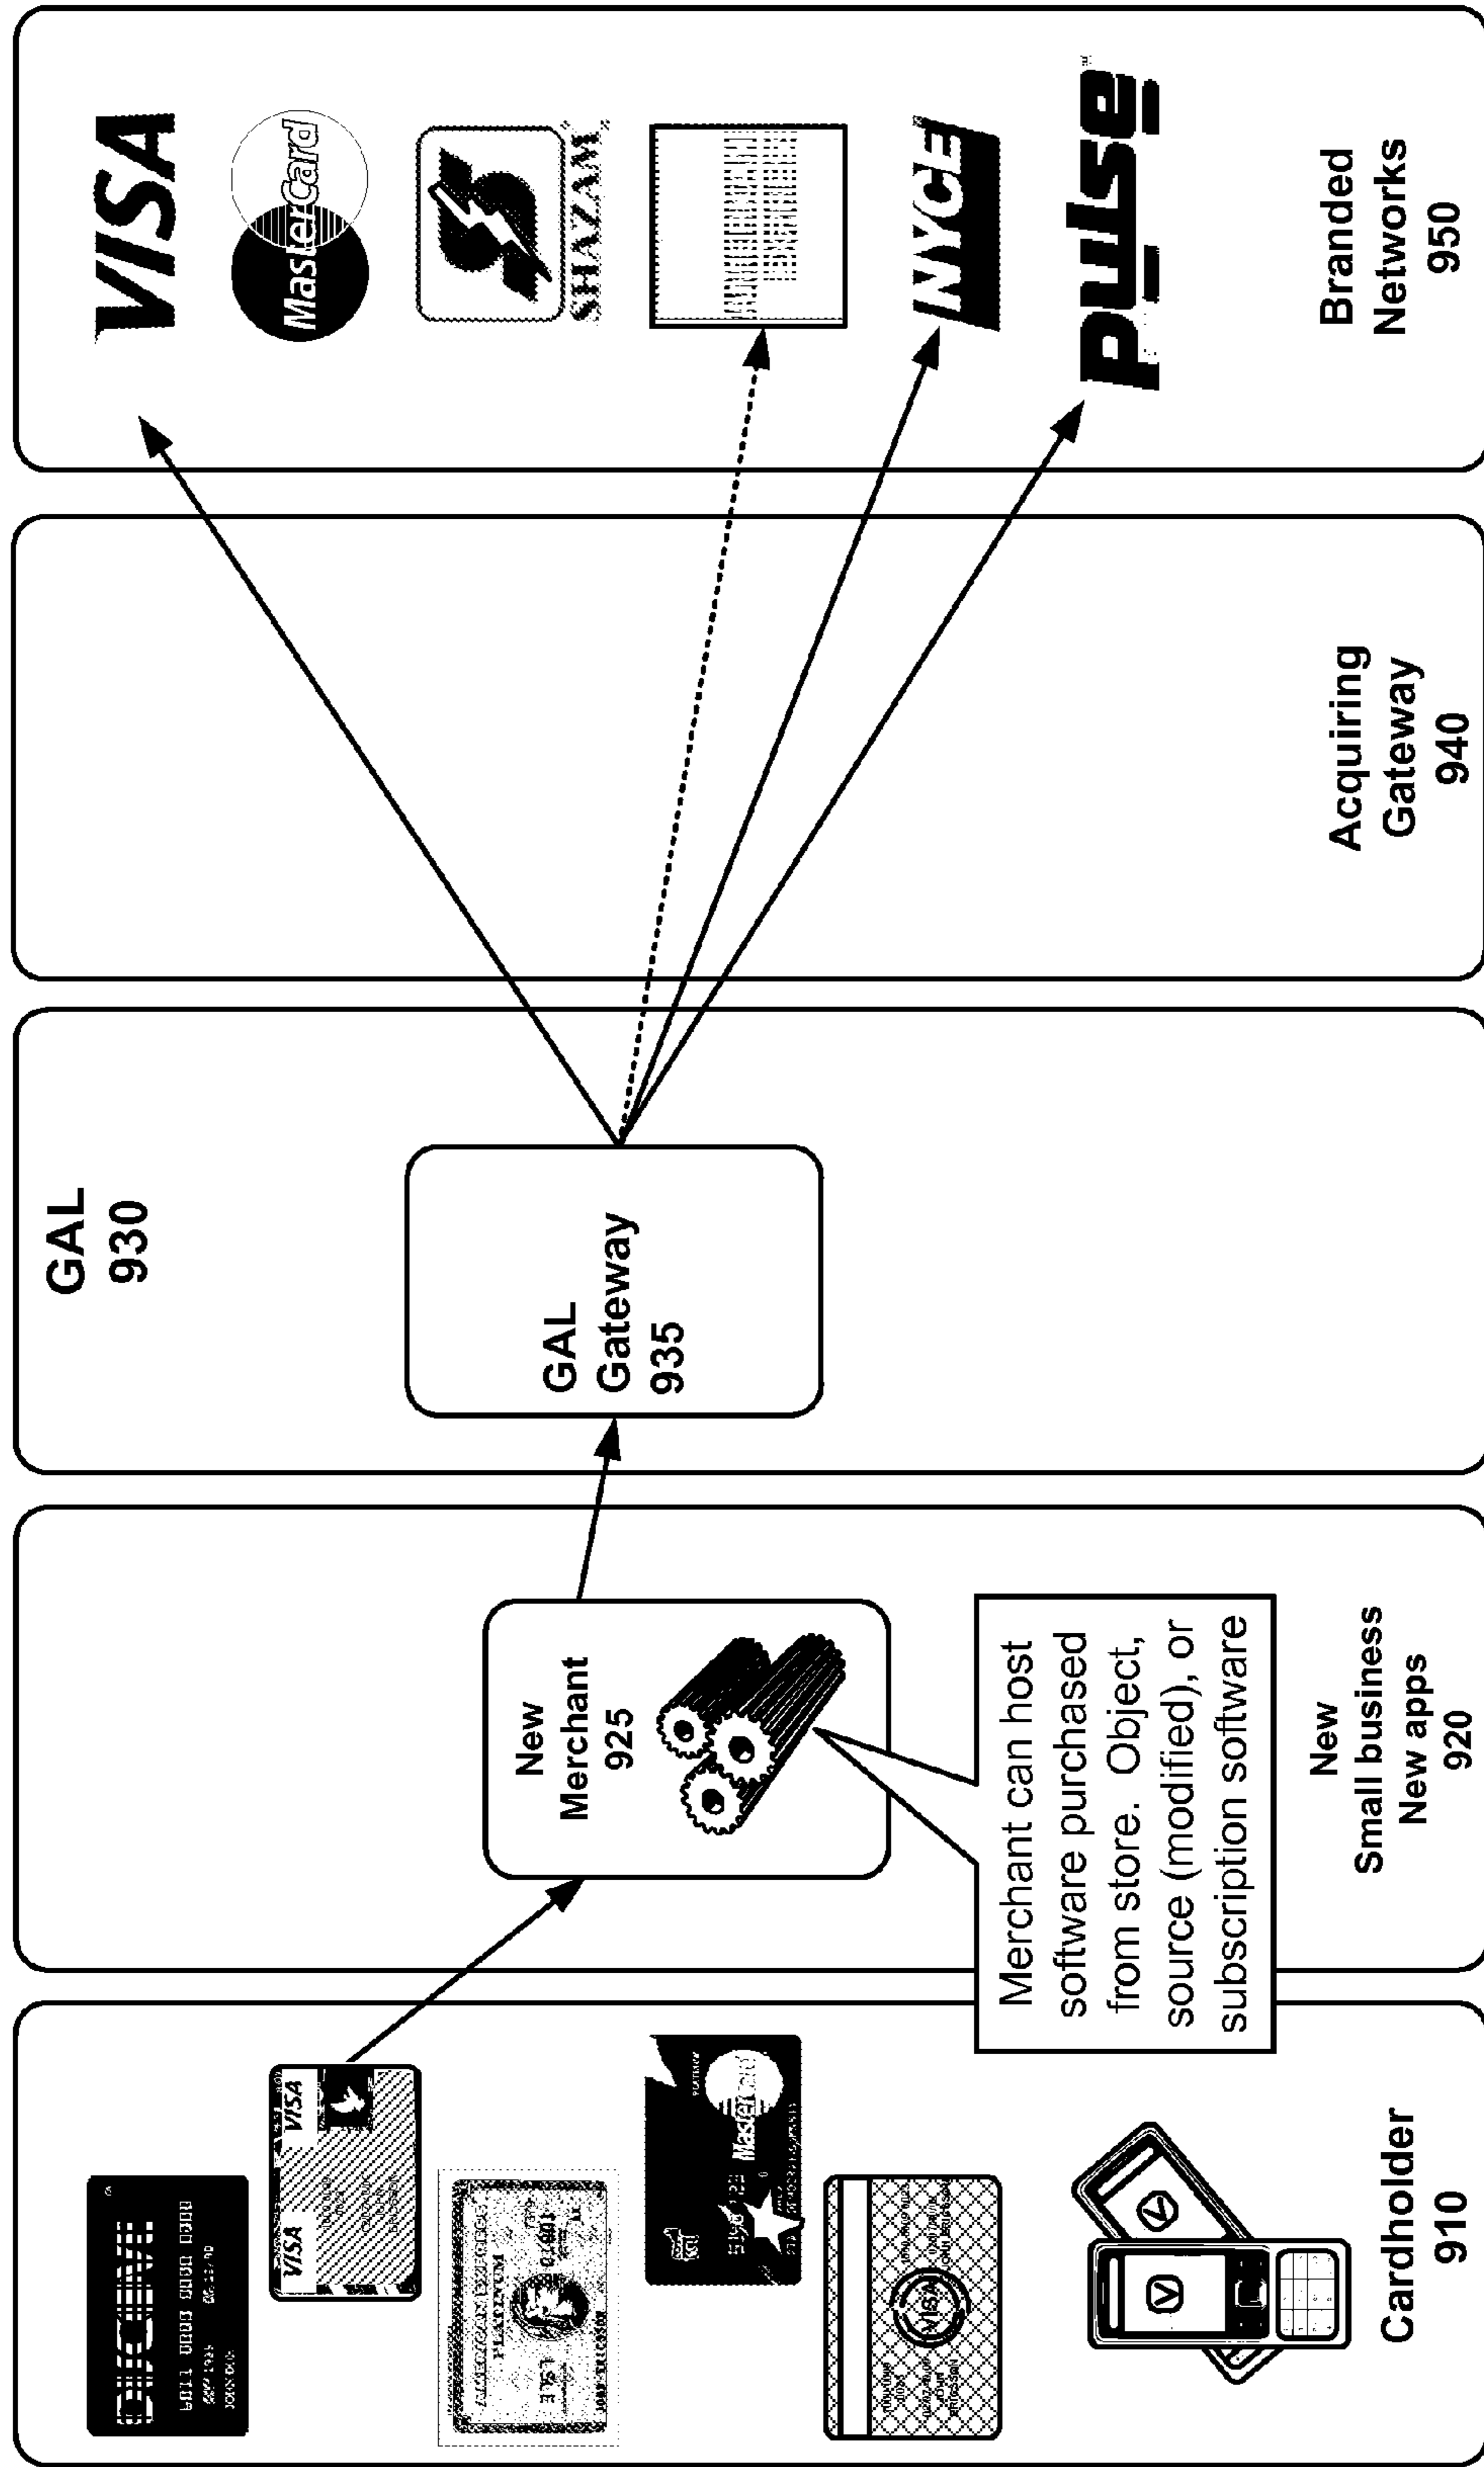 VISA
VISA
AMERICAN EXPRESS
PLATINUM
MasterCard
VISA
Cardholder
910
New
Merchant
925
Merchant can host
software purchased
from store. Object,
source (modified), or
subscription software
New
Small business
New apps
920
GAL
930
GAL
Gateway
935
Acquiring
Gateway
940
VISA
MasterCard
SHAZAM
NYCE
PULSE
Branded
Networks
950